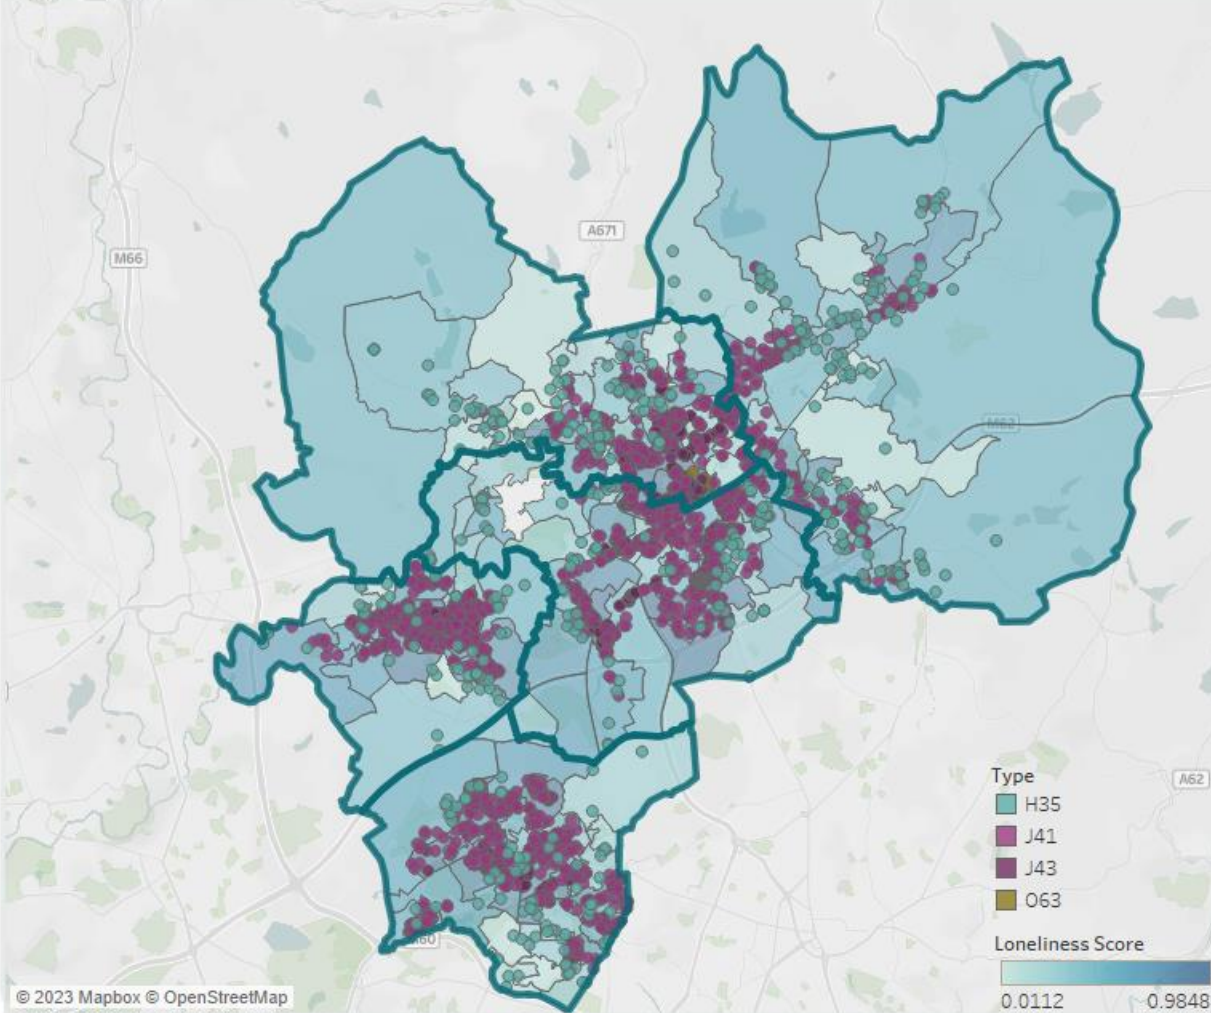 A671
M66
M62
M60
Type
H35
J41
J43
O63
A62
Loneliness Score
0.0112 0.9848
© 2023 Mapbox © OpenStreetMap